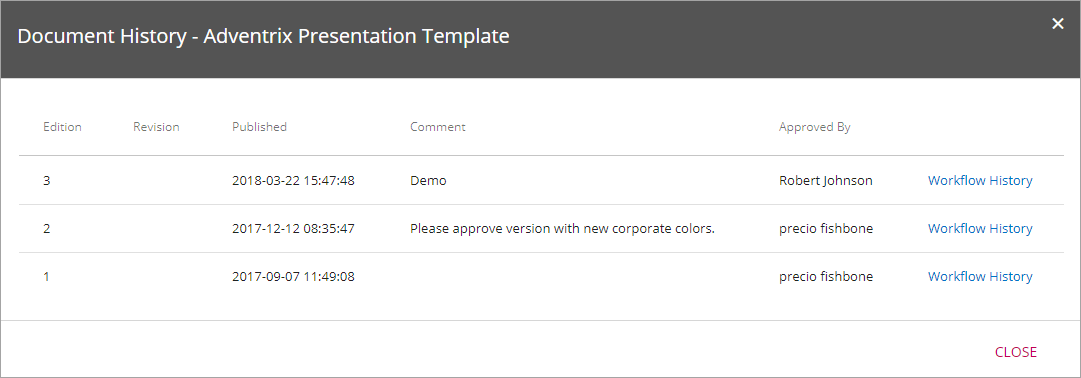 Document History - Adventrix Presentation Template
×
Edition Revision Published Comment Approved By
3 2018-03-22 15:47:48 Demo Robert Johnson Workflow History
2 2017-12-12 08:35:47 Please approve version with new corporate colors. precio fishbone Workflow History
1 2017-09-07 11:49:08 precio fishbone Workflow History
CLOSE